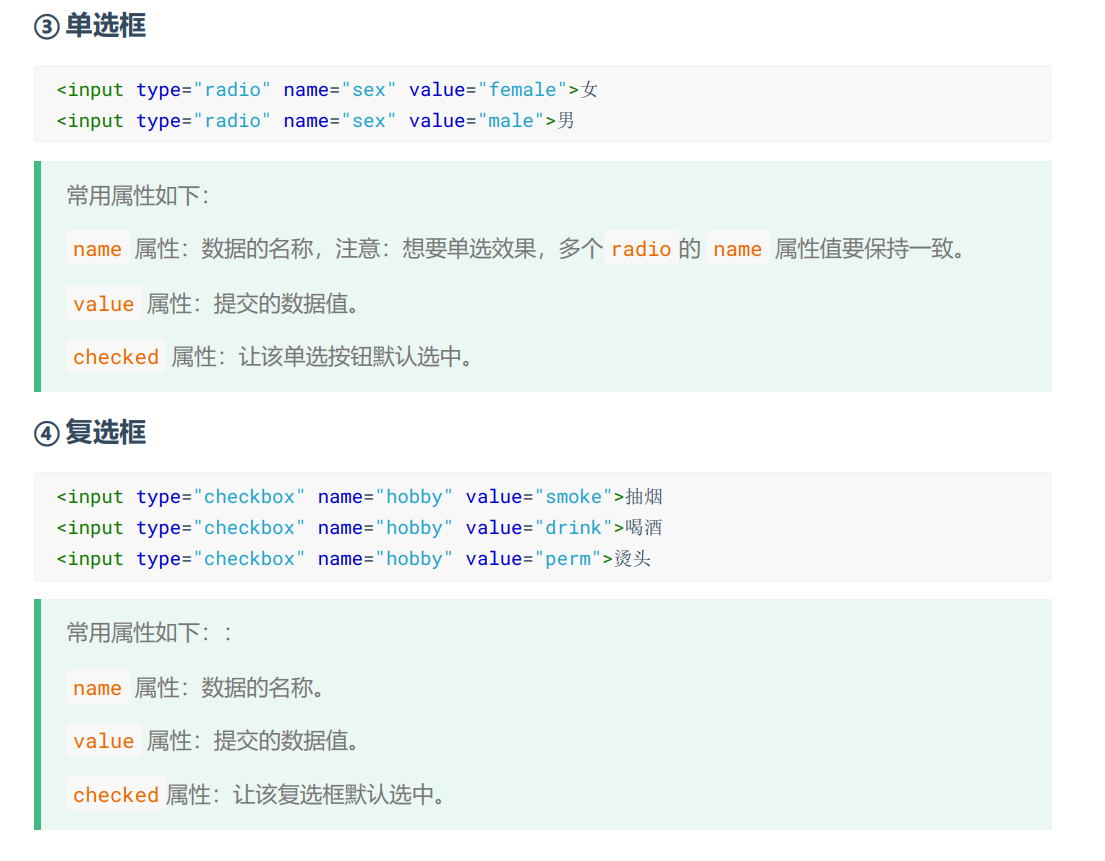 ③ 单选框
<input type="radio" name="sex" value="female">女
<input type="radio" name="sex" value="male">男
常用属性如下：
name 属性：数据的名称，注意：想要单选效果，多个 radio 的 name 属性值要保持一致。
value 属性：提交的数据值。
checked 属性：让该单选按钮默认选中。
④ 复选框
<input type="checkbox" name="hobby" value="smoke">抽烟
<input type="checkbox" name="hobby" value="drink">喝酒
<input type="checkbox" name="hobby" value="perm">烫头
常用属性如下：:
name 属性：数据的名称。
value 属性：提交的数据值。
checked 属性：让该复选框默认选中。